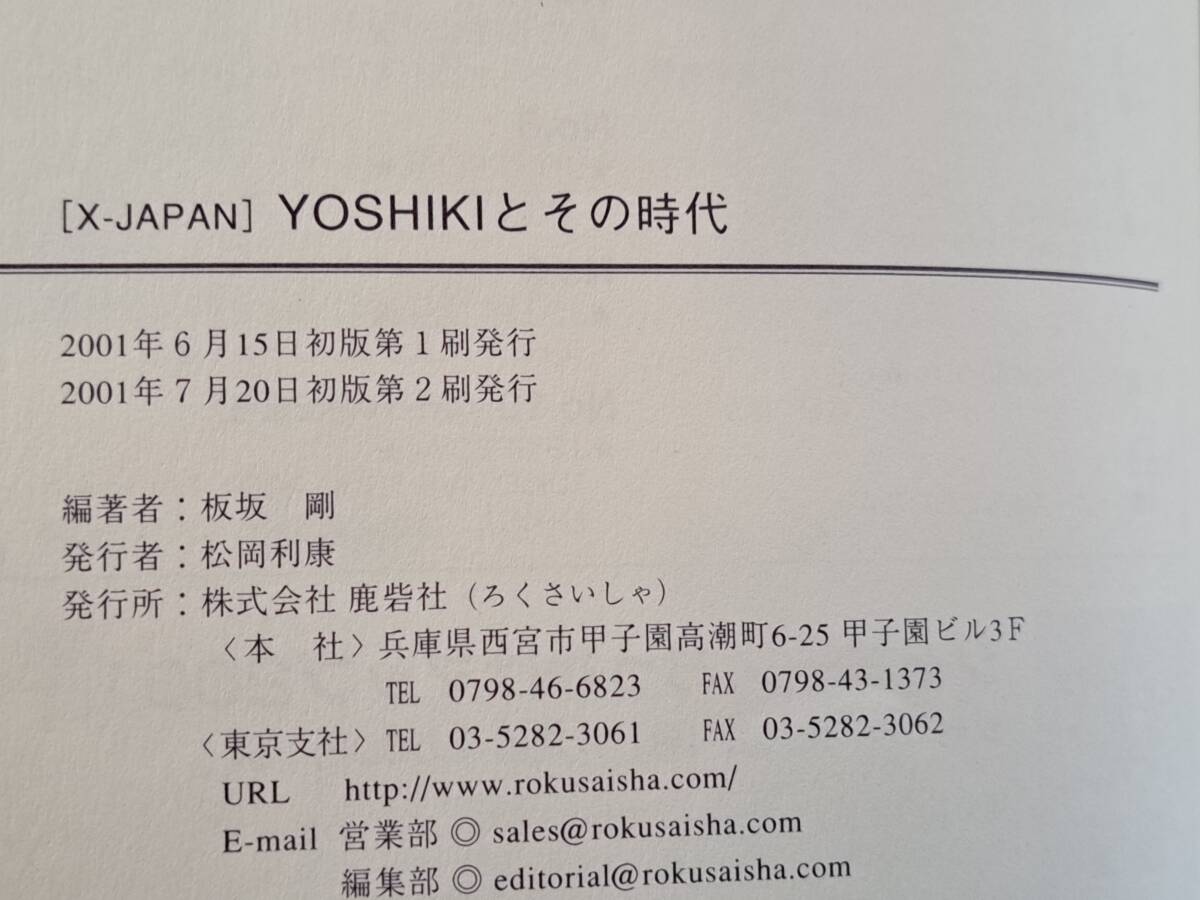 [X-JAPAN] YOSHIKIとその時代
2001年6月15日初版第1刷発行
2001年7月20日初版第2刷発行
編著者：板坂　剛
発行者：松岡利康
発行所：株式会社 鹿砦社（ろくさいしゃ）
〈本　社〉兵庫県西宮市甲子園高潮町6-25 甲子園ビル3F
TEL 0798-46-6823 FAX 0798-43-1373
〈東京支社〉TEL 03-5282-3061 FAX 03-5282-3062
URL http://www.rokusaisha.com/
E-mail 営業部 ◎ sales@rokusaisha.com
編集部 ◎ editorial@rokusaisha.com